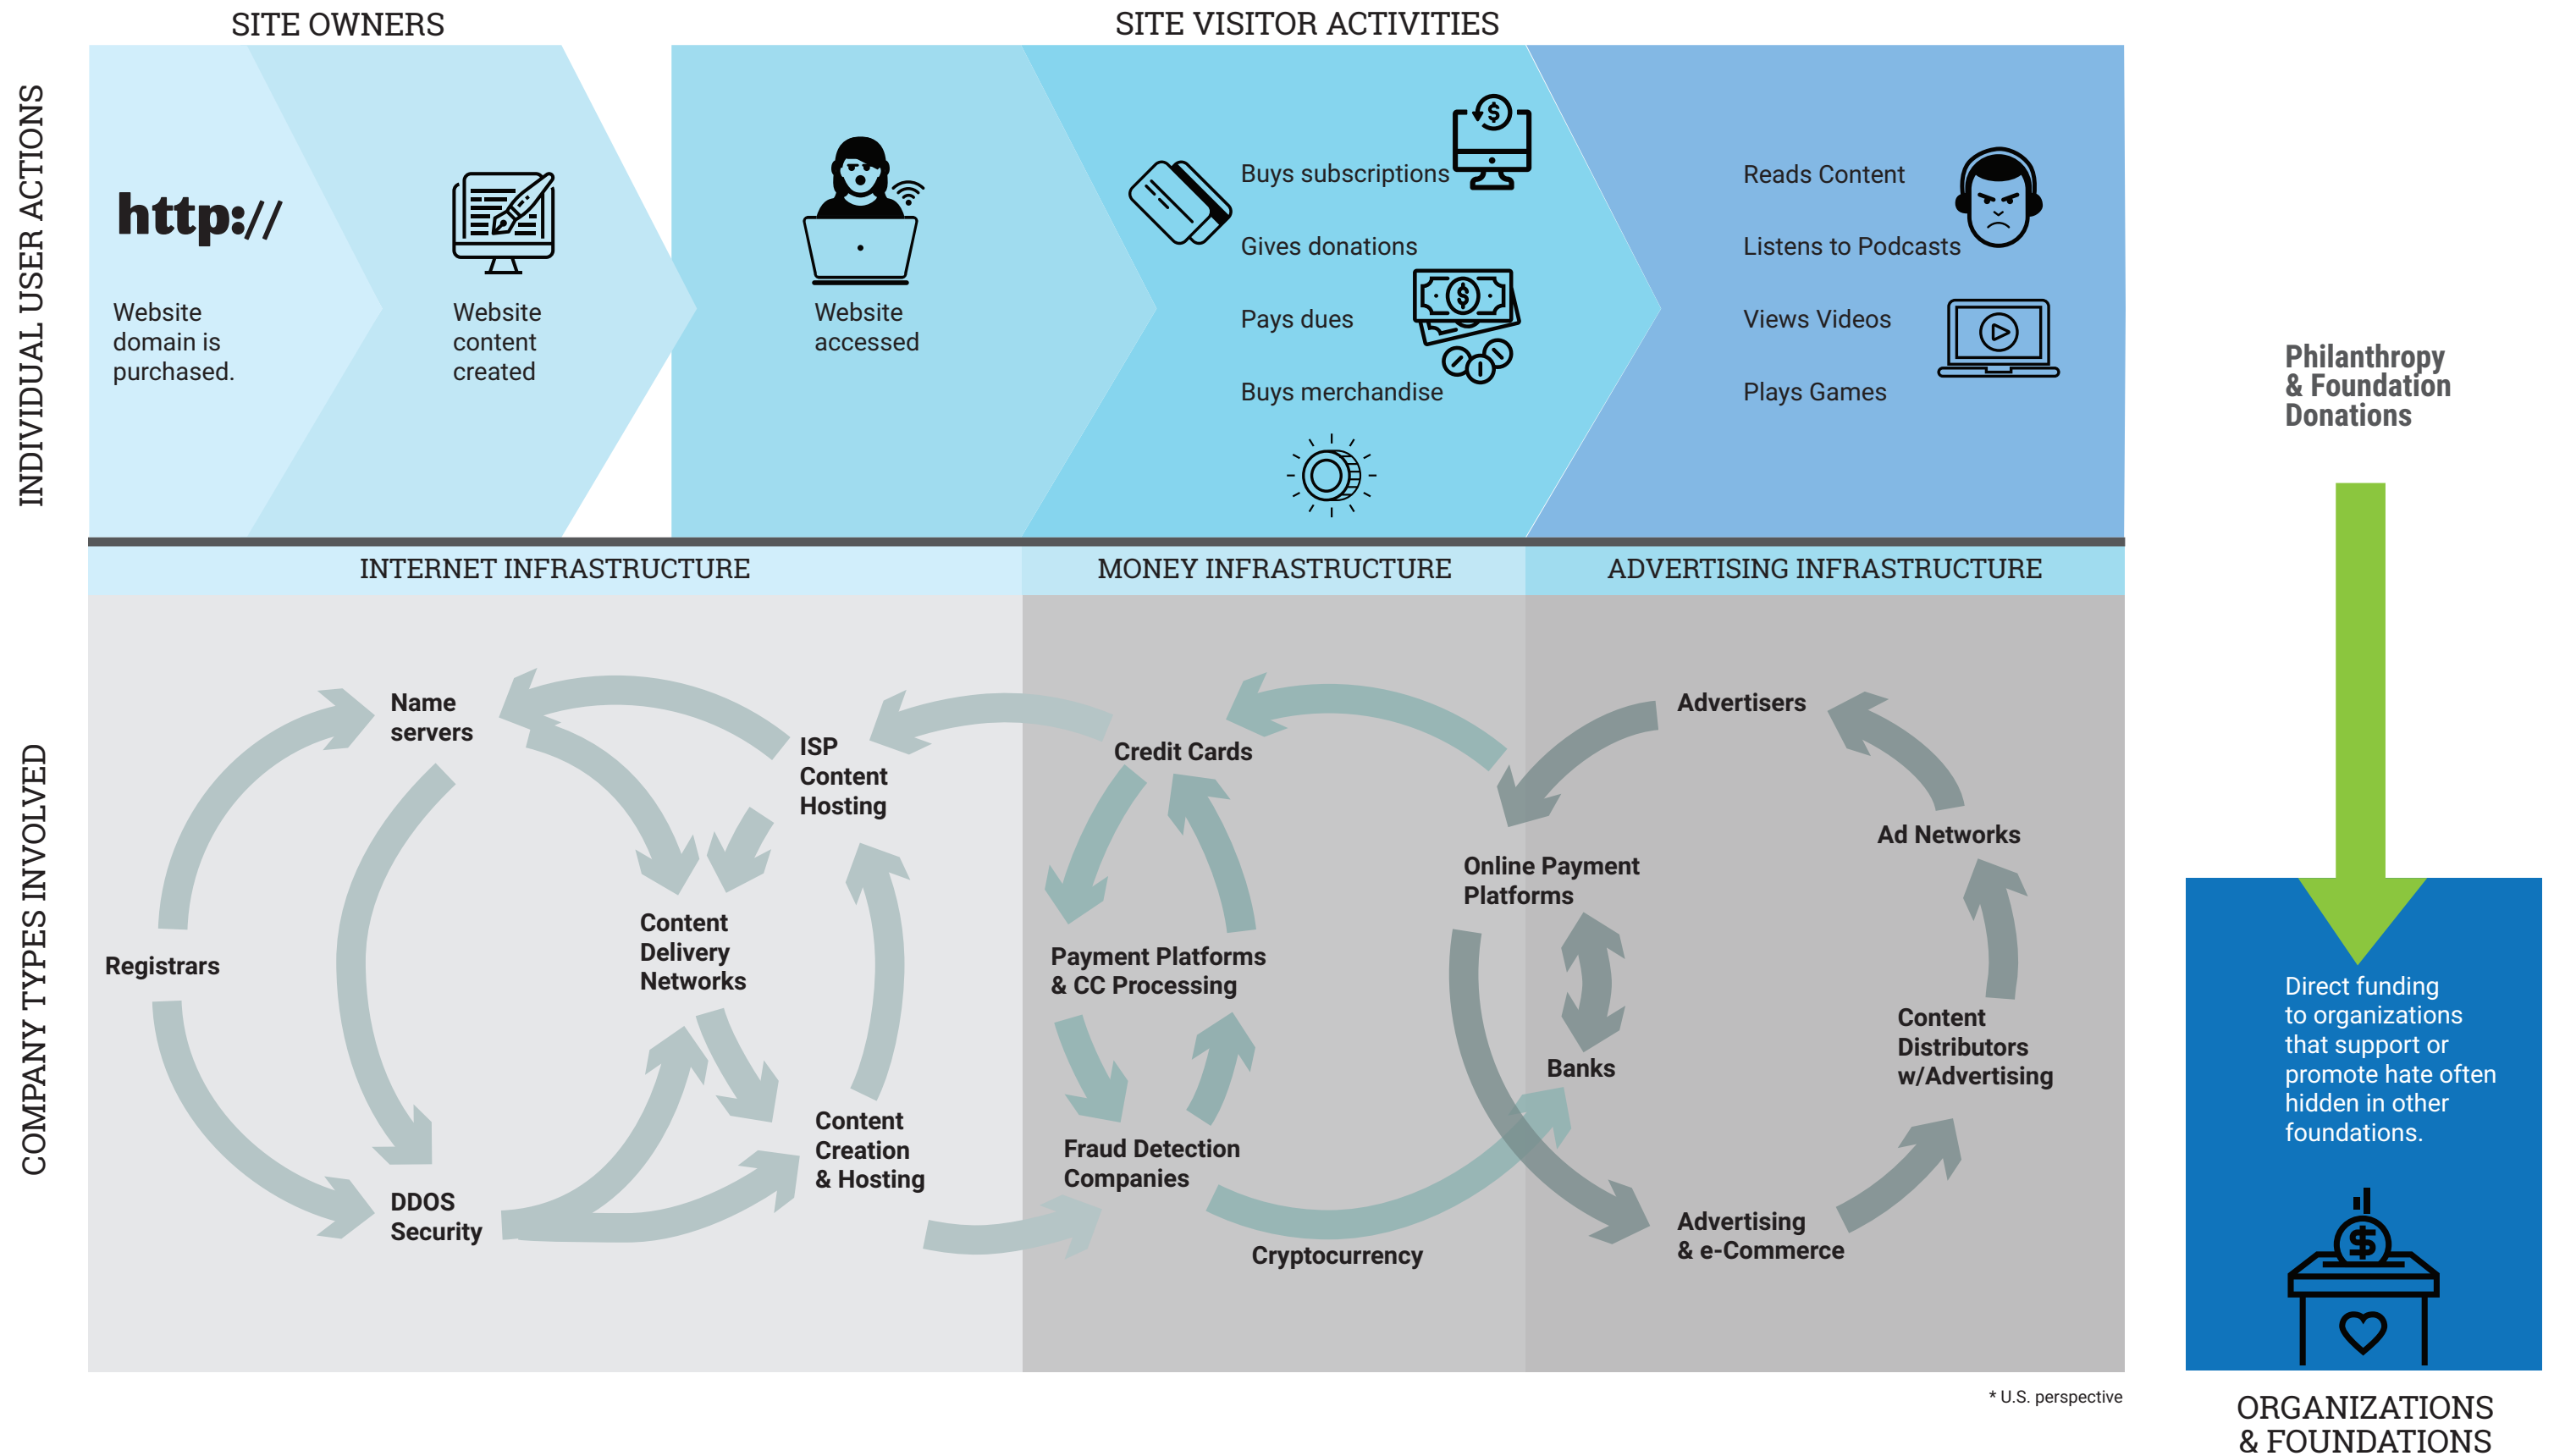 SITE OWNERS
SITE VISITOR ACTIVITIES
INDIVIDUAL USER ACTIONS
http://
Website
domain is
purchased.
Website
content
created
Website
accessed
Buys subscriptions
Gives donations
Pays dues
Buys merchandise
Reads Content
Listens to Podcasts
Views Videos
Plays Games
Philanthropy
& Foundation
Donations
INTERNET INFRASTRUCTURE
MONEY INFRASTRUCTURE
ADVERTISING INFRASTRUCTURE
COMPANY TYPES INVOLVED
Registrars
Name
servers
DDOS
Security
Content
Delivery
Networks
ISP
Content
Hosting
Content
Creation
& Hosting
Credit Cards
Payment Platforms
& CC Processing
Fraud Detection
Companies
Cryptocurrency
Online Payment
Platforms
Banks
Advertisers
Ad Networks
Content
Distributors
w/Advertising
Advertising
& e-Commerce
Direct funding
to organizations
that support or
promote hate often
hidden in other
foundations.
$
* U.S. perspective
ORGANIZATIONS
& FOUNDATIONS